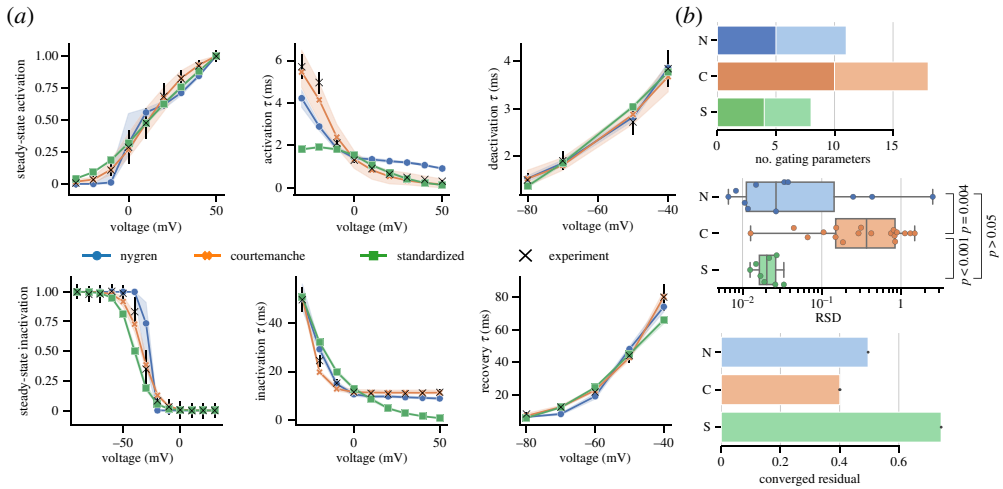 (a)
steady-state activation
1.00
0.75
0.50
0.25
0
0
50
voltage (mV)
activation τ (ms)
6
4
2
0
0
50
voltage (mV)
deactivation τ (ms)
4
3
2
−80
−60
−40
voltage (mV)
nygren
courtemanche
standardized
experiment
steady-state inactivation
1.00
0.75
0.50
0.25
0
−50
0
voltage (mV)
inactivation τ (ms)
60
40
20
0
0
50
voltage (mV)
recovery τ (ms)
80
60
40
20
−80
−60
−40
voltage (mV)
(b)
N
C
S
0
5
10
15
no. gating parameters
N
C
S
10−2
10−1
1
RSD
p < 0.001
p = 0.004
p > 0.05
N
C
S
0
0.2
0.4
0.6
converged residual